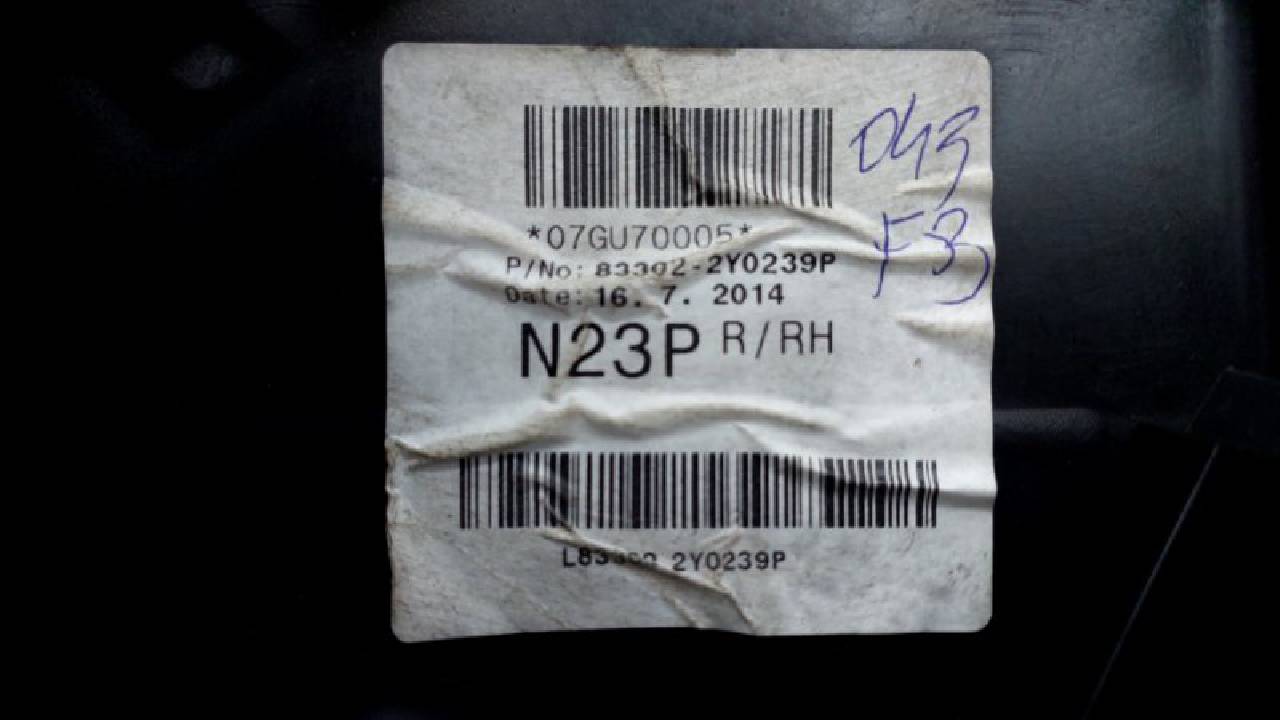 *07GU70005*
P/No: 83302-2Y0239P
Date: 16. 7. 2014
N23P R/RH
2Y0239P